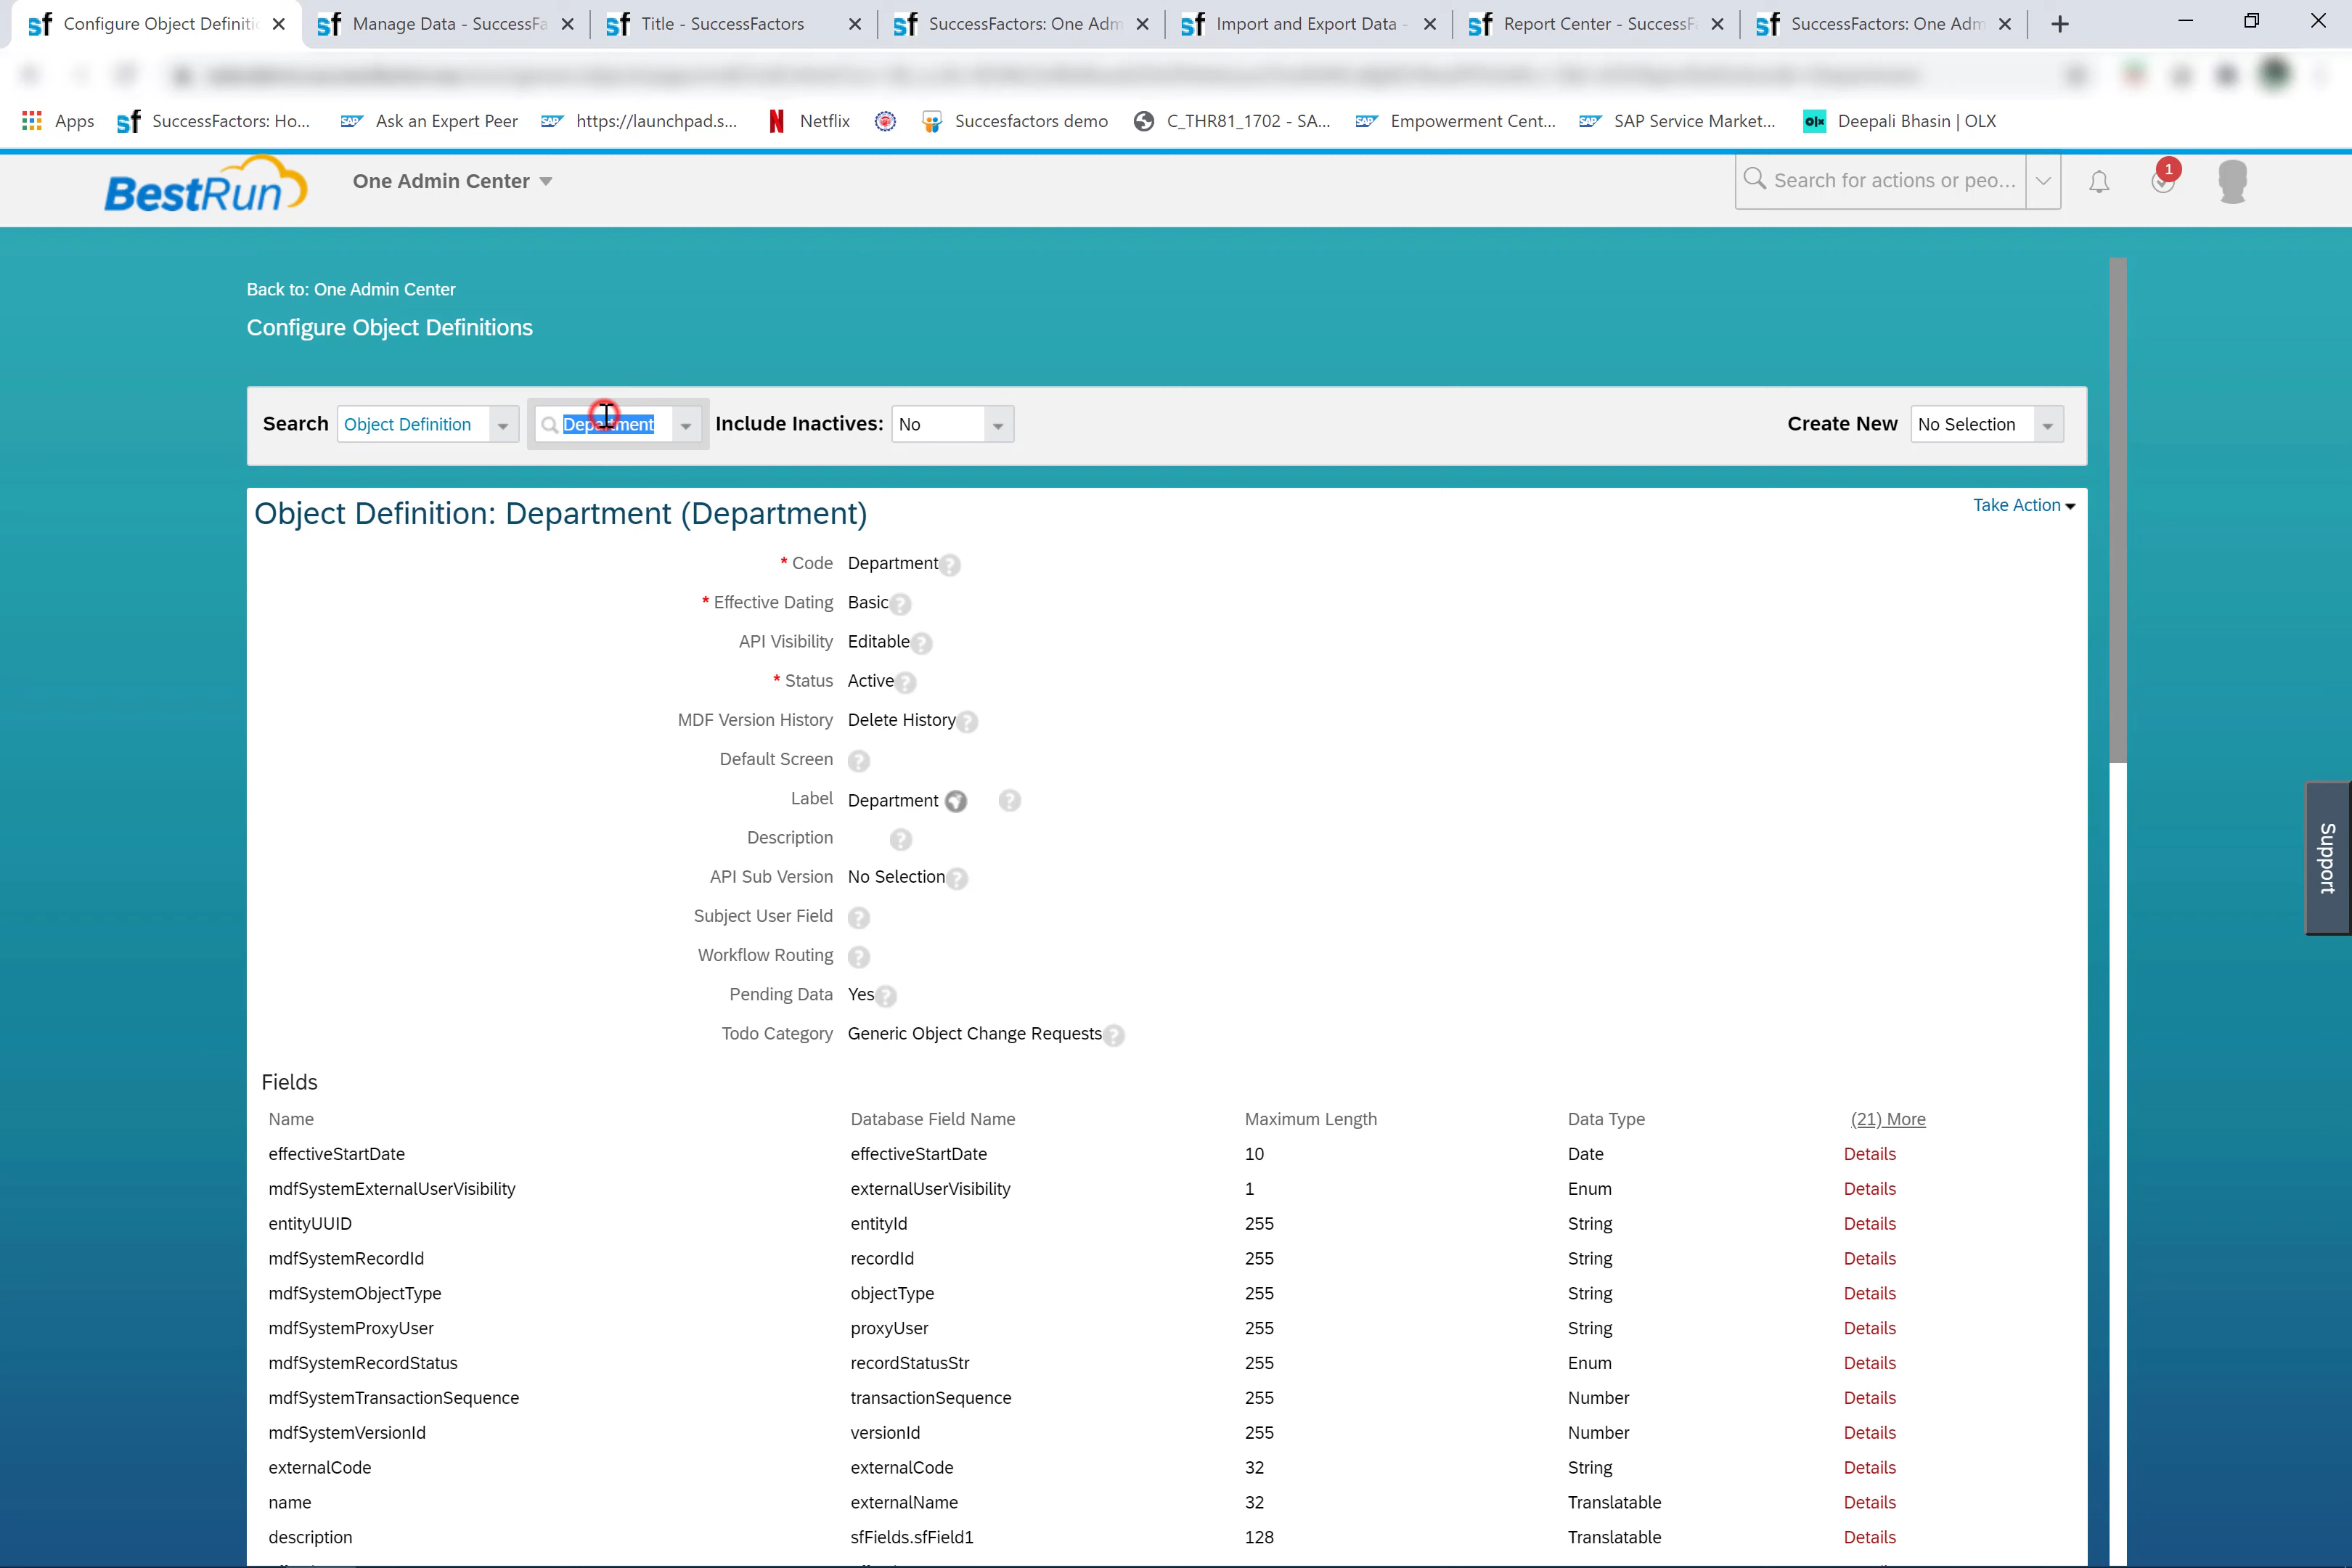 Configure Object Definiti
Manage Data - SuccessFa
Title - SuccessFactors
SuccessFactors: One Adm
Import and Export Data -
Report Center - SuccessF
SuccessFactors: One Adm
Apps
SuccessFactors: Ho...
Ask an Expert Peer
https://launchpad.s...
Netflix
Succesfactors demo
C_THR81_1702 - SA...
Empowerment Cent...
SAP Service Market...
Deepali Bhasin | OLX
BestRun
One Admin Center
Search for actions or peo...
1
Back to: One Admin Center
Configure Object Definitions
Search Object Definition Department Include Inactives: No Create New No Selection
Object Definition: Department (Department)
Take Action
* Code Department
* Effective Dating Basic
API Visibility Editable
* Status Active
MDF Version History Delete History
Default Screen
Label Department
Description
API Sub Version No Selection
Subject User Field
Workflow Routing
Pending Data Yes
Todo Category Generic Object Change Requests
Support
Fields
Name Database Field Name Maximum Length Data Type (21) More
effectiveStartDate effectiveStartDate 10 Date Details
mdfSystemExternalUserVisibility externalUserVisibility 1 Enum Details
entityUUID entityId 255 String Details
mdfSystemRecordId recordId 255 String Details
mdfSystemObjectType objectType 255 String Details
mdfSystemProxyUser proxyUser 255 String Details
mdfSystemRecordStatus recordStatusStr 255 Enum Details
mdfSystemTransactionSequence transactionSequence 255 Number Details
mdfSystemVersionId versionId 255 Number Details
externalCode externalCode 32 String Details
name externalName 32 Translatable Details
description sfFields.sfField1 128 Translatable Details